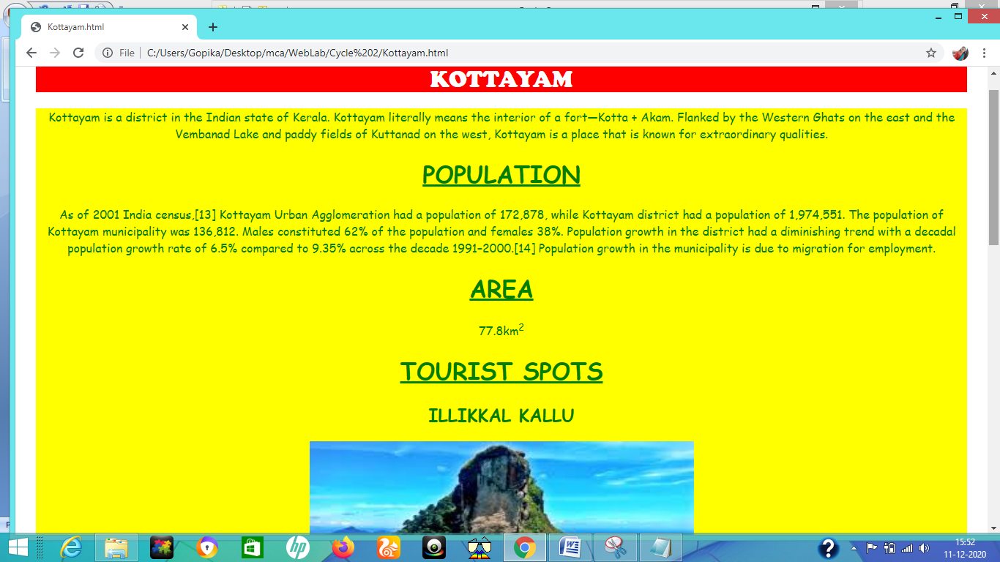 Kottayam.html
File
C:/Users/Gopika/Desktop/mca/WebLab/Cycle%202/Kottayam.html
KOTTAYAM
Kottayam is a district in the Indian state of Kerala. Kottayam literally means the interior of a fort—Kotta + Akam. Flanked by the Western Ghats on the east and the
Vembanad Lake and paddy fields of Kuttanad on the west, Kottayam is a place that is known for extraordinary qualities.
POPULATION
As of 2001 India census,[13] Kottayam Urban Agglomeration had a population of 172,878, while Kottayam district had a population of 1,974,551. The population of
Kottayam municipality was 136,812. Males constituted 62% of the population and females 38%. Population growth in the district had a diminishing trend with a decadal
population growth rate of 6.5% compared to 9.35% across the decade 1991–2000.[14] Population growth in the municipality is due to migration for employment.
AREA
77.8km²
TOURIST SPOTS
ILLIKKAL KALLU
hp
15:52
11-12-2020